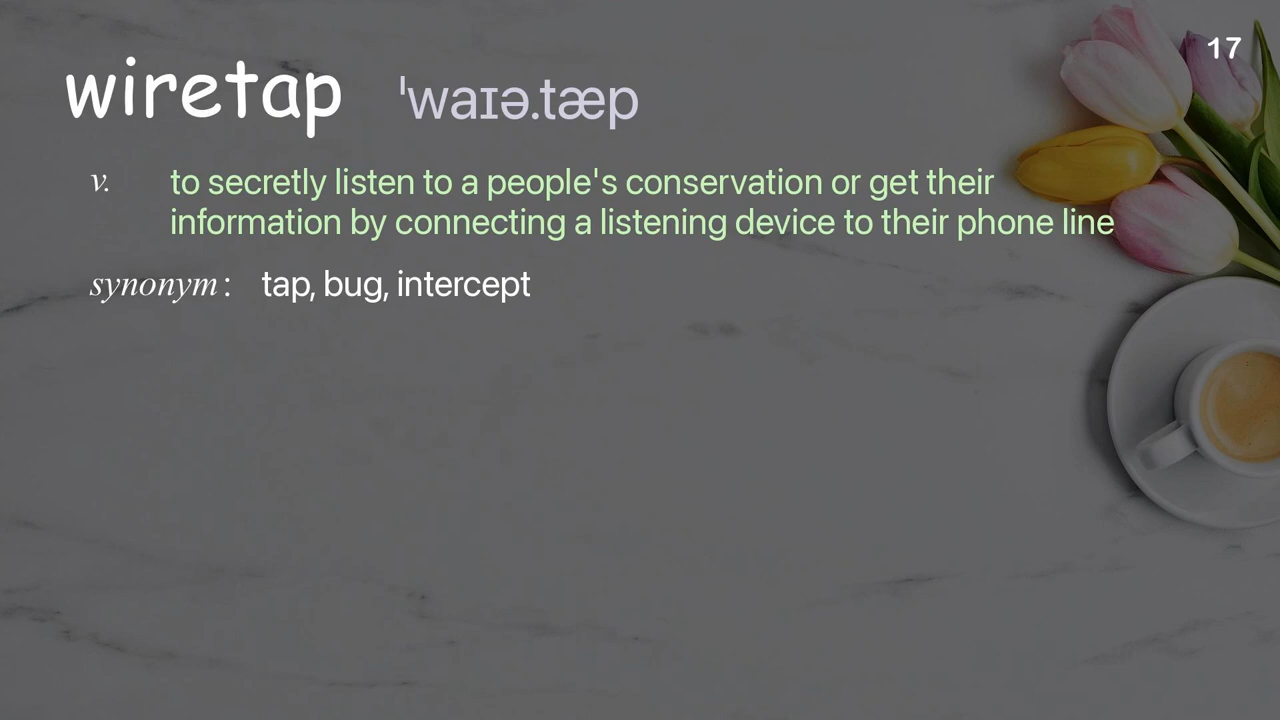 17
wiretap ˈwaɪə.tæp
v. to secretly listen to a people's conservation or get their
information by connecting a listening device to their phone line
synonym : tap, bug, intercept